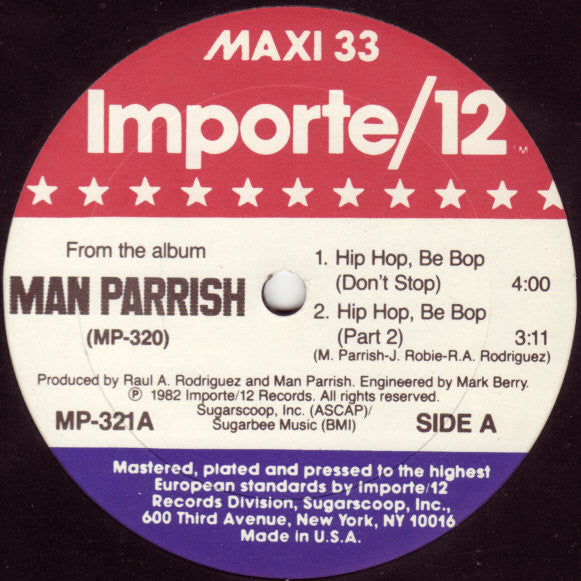 MAXI 33
Importe/12
TM
From the album
MAN PARRISH
(MP-320)
1. Hip Hop, Be Bop
(Don't Stop) 4:00
2. Hip Hop, Be Bop
(Part 2) 3:11
(M. Parrish-J. Robie-R.A. Rodriguez)
Produced by Raul A. Rodriguez and Man Parrish. Engineered by Mark Berry.
Ⓟ 1982 Importe/12 Records. All rights reserved.
Sugarscoop, Inc. (ASCAP)/
Sugarbee Music (BMI)
MP-321A
SIDE A
Mastered, plated and pressed to the highest
European standards by Importe/12
Records Division, Sugarscoop, Inc.,
600 Third Avenue, New York, NY 10016
Made in U.S.A.